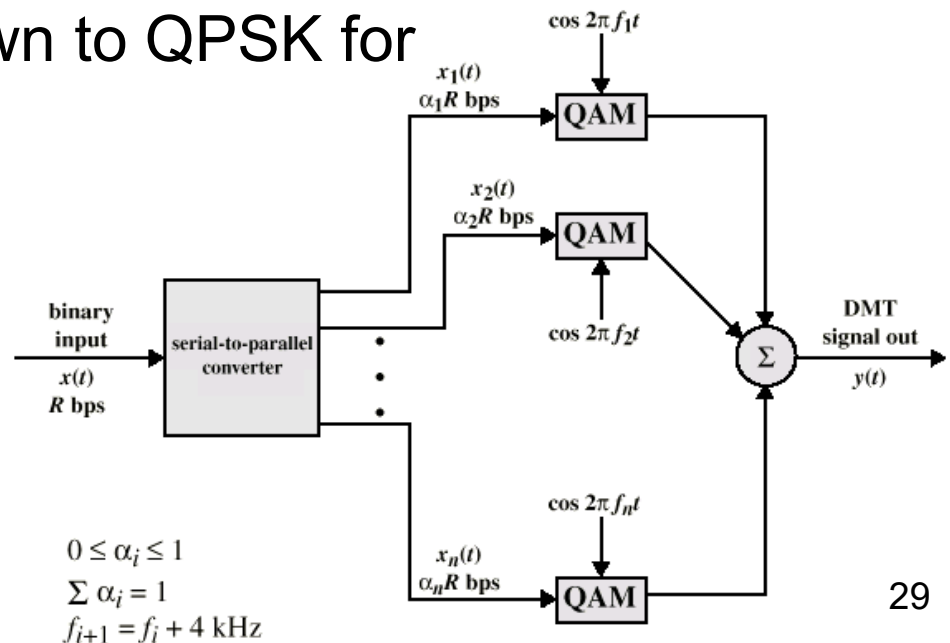 wn to QPSK for
cos 2π f₁t
x₁(t)
α₁R bps
QAM
x₂(t)
α₂R bps
QAM
cos 2π f₂t
binary
input
x(t)
R bps
serial-to-parallel
converter
Σ
DMT
signal out
y(t)
cos 2π fₙt
xₙ(t)
αₙR bps
QAM
0 ≤ αᵢ ≤ 1
Σ αᵢ = 1
fᵢ₊₁ = fᵢ + 4 kHz
29